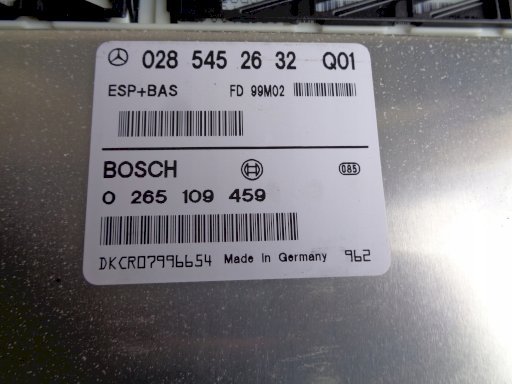 028 545 26 32 Q01
ESP+BAS FD 99M02
BOSCH 085
0 265 109 459
DKCR07996654 Made in Germany 962